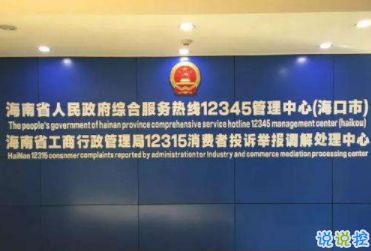 海南省人民政府综合服务热线12345管理中心(海口市)
The people's government of hainan province comprehensive service hotline 12345 management center (haikou)
海南省工商行政管理局12315消费者投诉举报调解处理中心
HaiNan 12315 consnmer complaints reported by administrationtor Industry and commerce mediation processing center
说说控